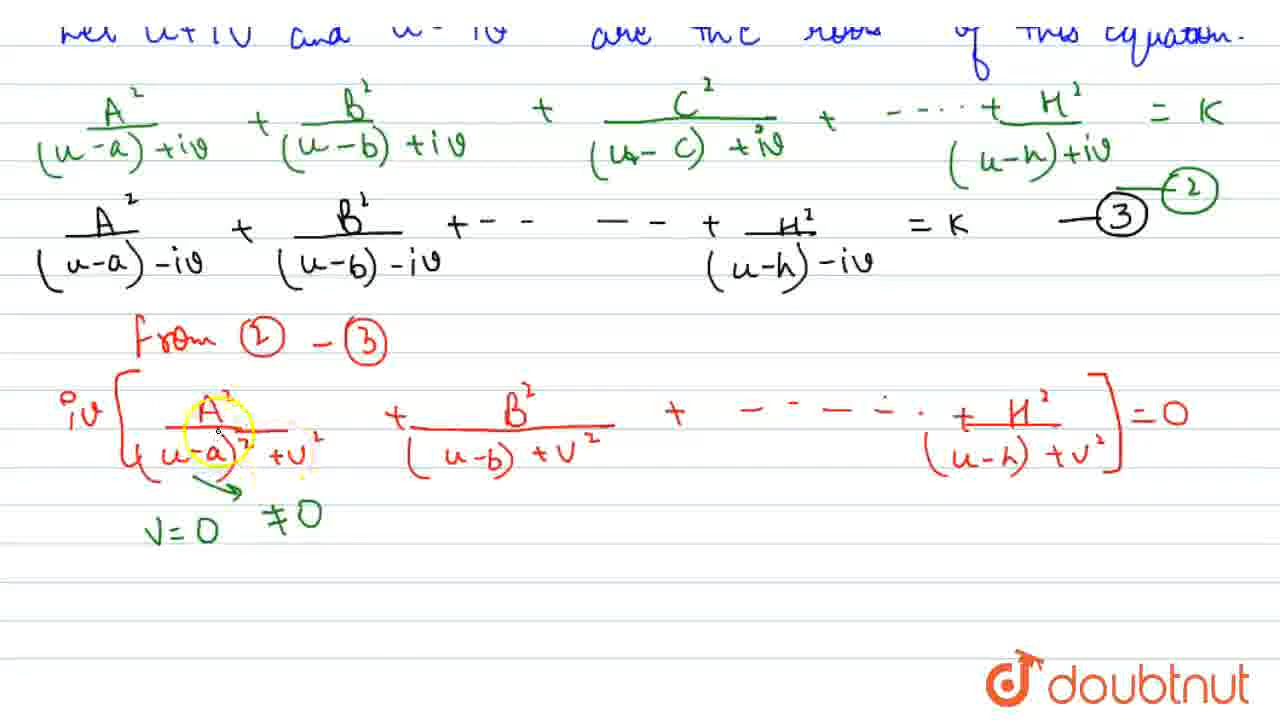 Let u+iv and u-iv are the roots of this equation.
A²/(u-a)+iv + B²/(u-b)+iv + C²/(u-c)+iv + ---- + H²/(u-h)+iv = K
②
A²/(u-a)-iv + B²/(u-b)-iv + -- -- + H²/(u-h)-iv = K — ③
from ② - ③
iv[A²/(u-a)²+v² + B²/(u-b)+v² + ----- + H²/(u-h)+v²] = 0
v=0 ≠0
doubtnut